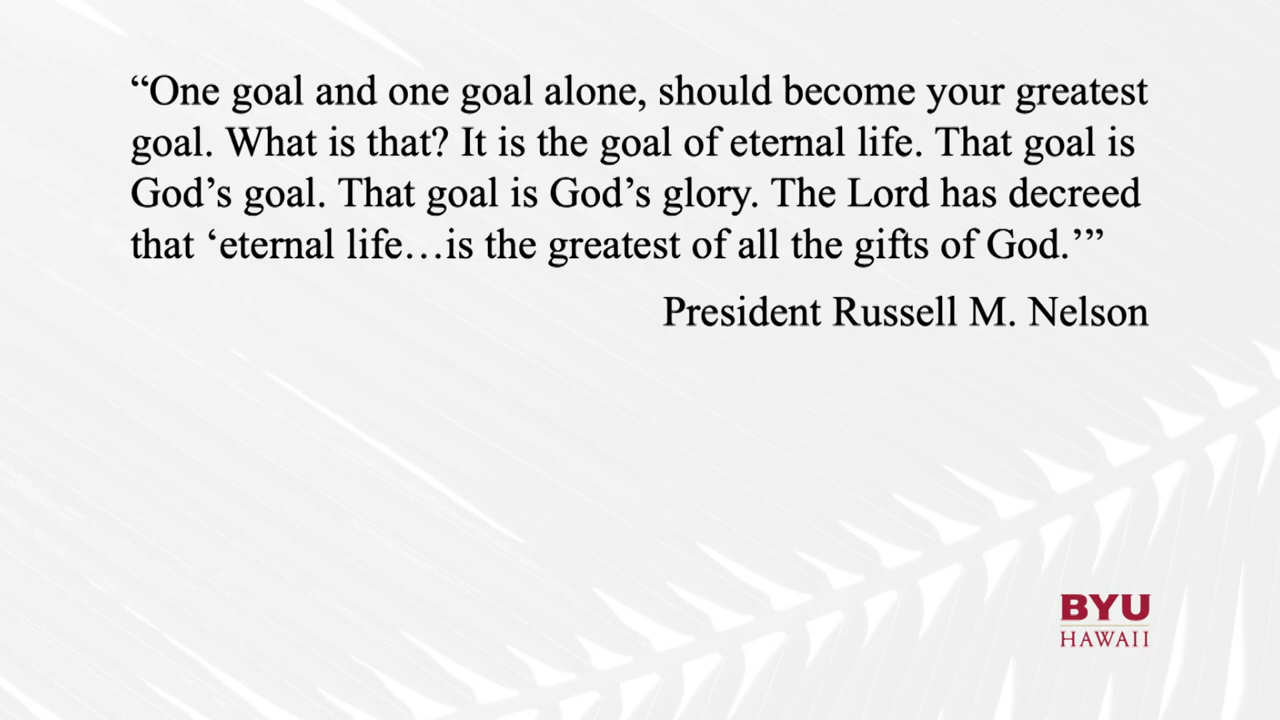 “One goal and one goal alone, should become your greatest
goal. What is that? It is the goal of eternal life. That goal is
God’s goal. That goal is God’s glory. The Lord has decreed
that ‘eternal life…is the greatest of all the gifts of God.’”
President Russell M. Nelson
BYU
HAWAII